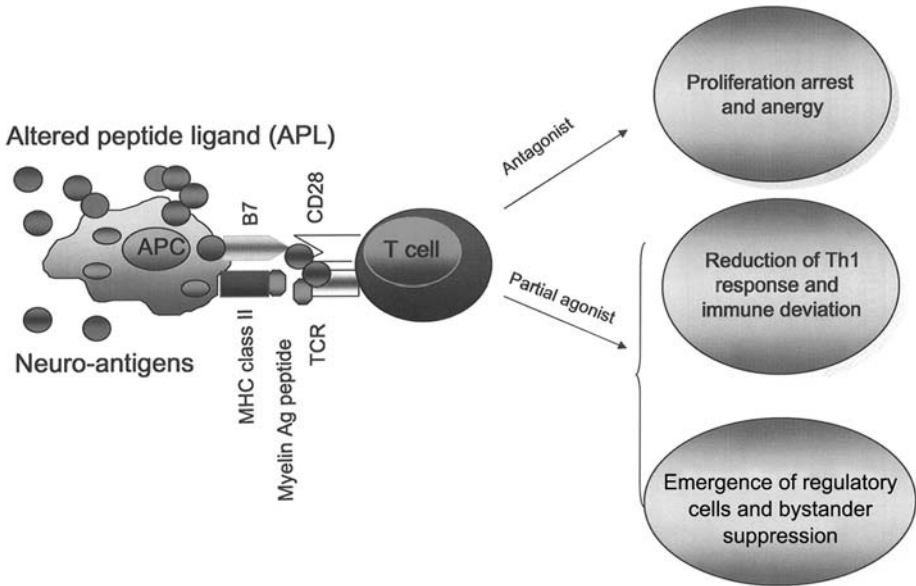 Altered peptide ligand (APL)
APC
B7
CD28
T cell
Neuro-antigens
MHC class II
Myelin Ag peptide
TCR
Antagonist
Partial agonist
Proliferation arrest
and anergy
Reduction of Th1
response and
immune deviation
Emergence of regulatory
cells and bystander
suppression